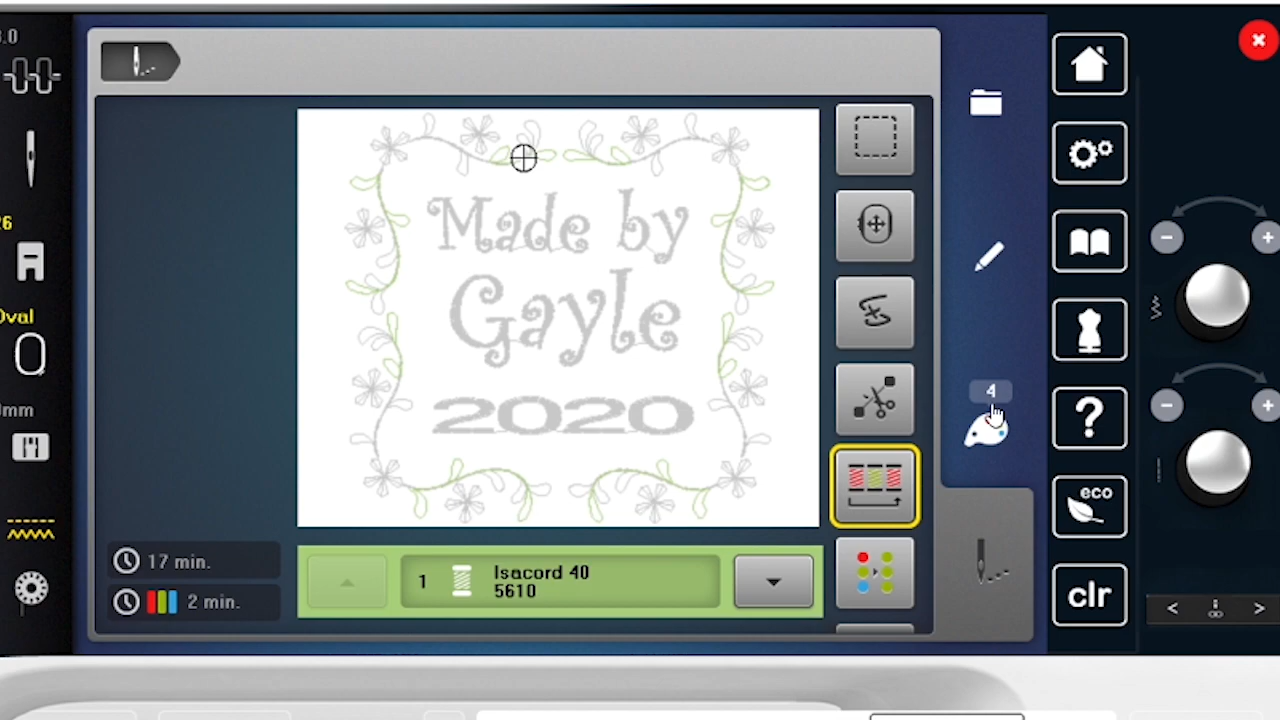 Made by
Gayle
2020
17 min.
2 min.
1
Isacord 40
5610
4
?
eco
clr
Oval